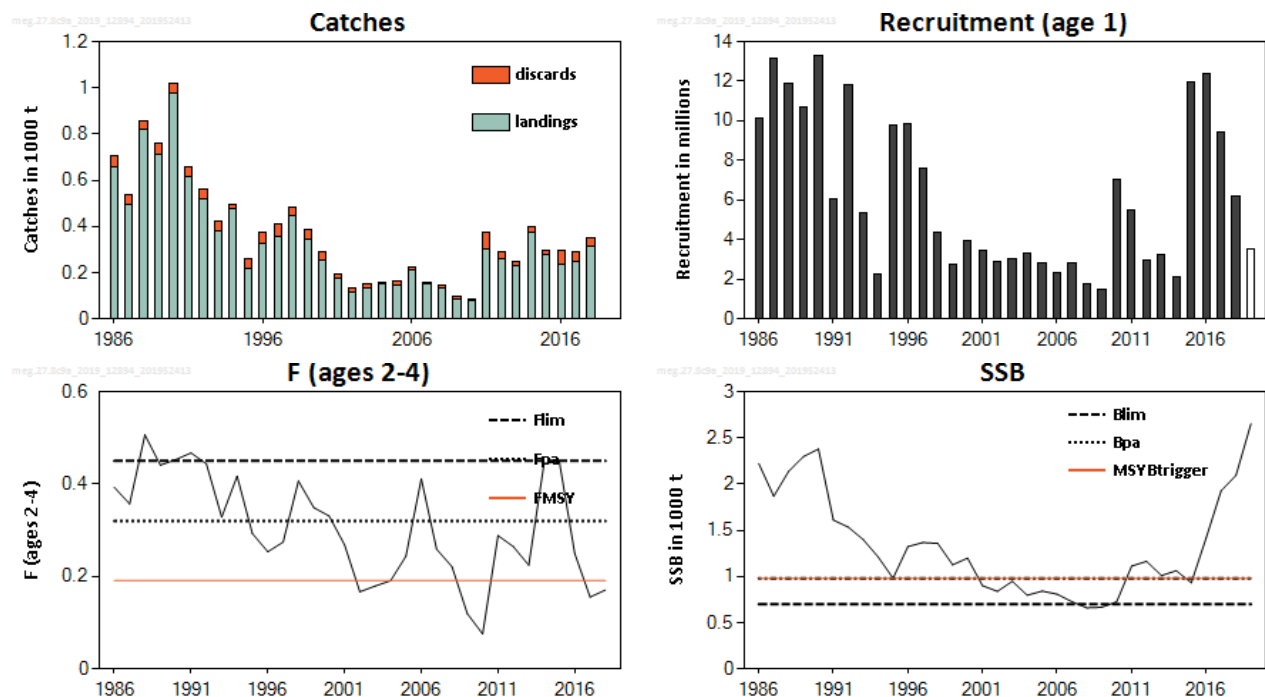 meg.27.8c9a_2019_12894_201952413
Catches
Catches in 1000 t
1.2
1
0.8
0.6
0.4
0.2
0
discards
landings
1986
1996
2006
2016
meg.27.8c9a_2019_12894_201952413
Recruitment (age 1)
Recruitment in millions
14
12
10
8
6
4
2
0
1986
1991
1996
2001
2006
2011
2016
meg.27.8c9a_2019_12894_201952413
F (ages 2-4)
F (ages 2-4)
0.6
0.4
0.2
0
Flim
Fpa
FMSY
1986
1991
1996
2001
2006
2011
2016
meg.27.8c9a_2019_12894_201952413
SSB
SSB in 1000 t
3
2.5
2
1.5
1
0.5
0
Blim
Bpa
MSYBtrigger
1986
1991
1996
2001
2006
2011
2016